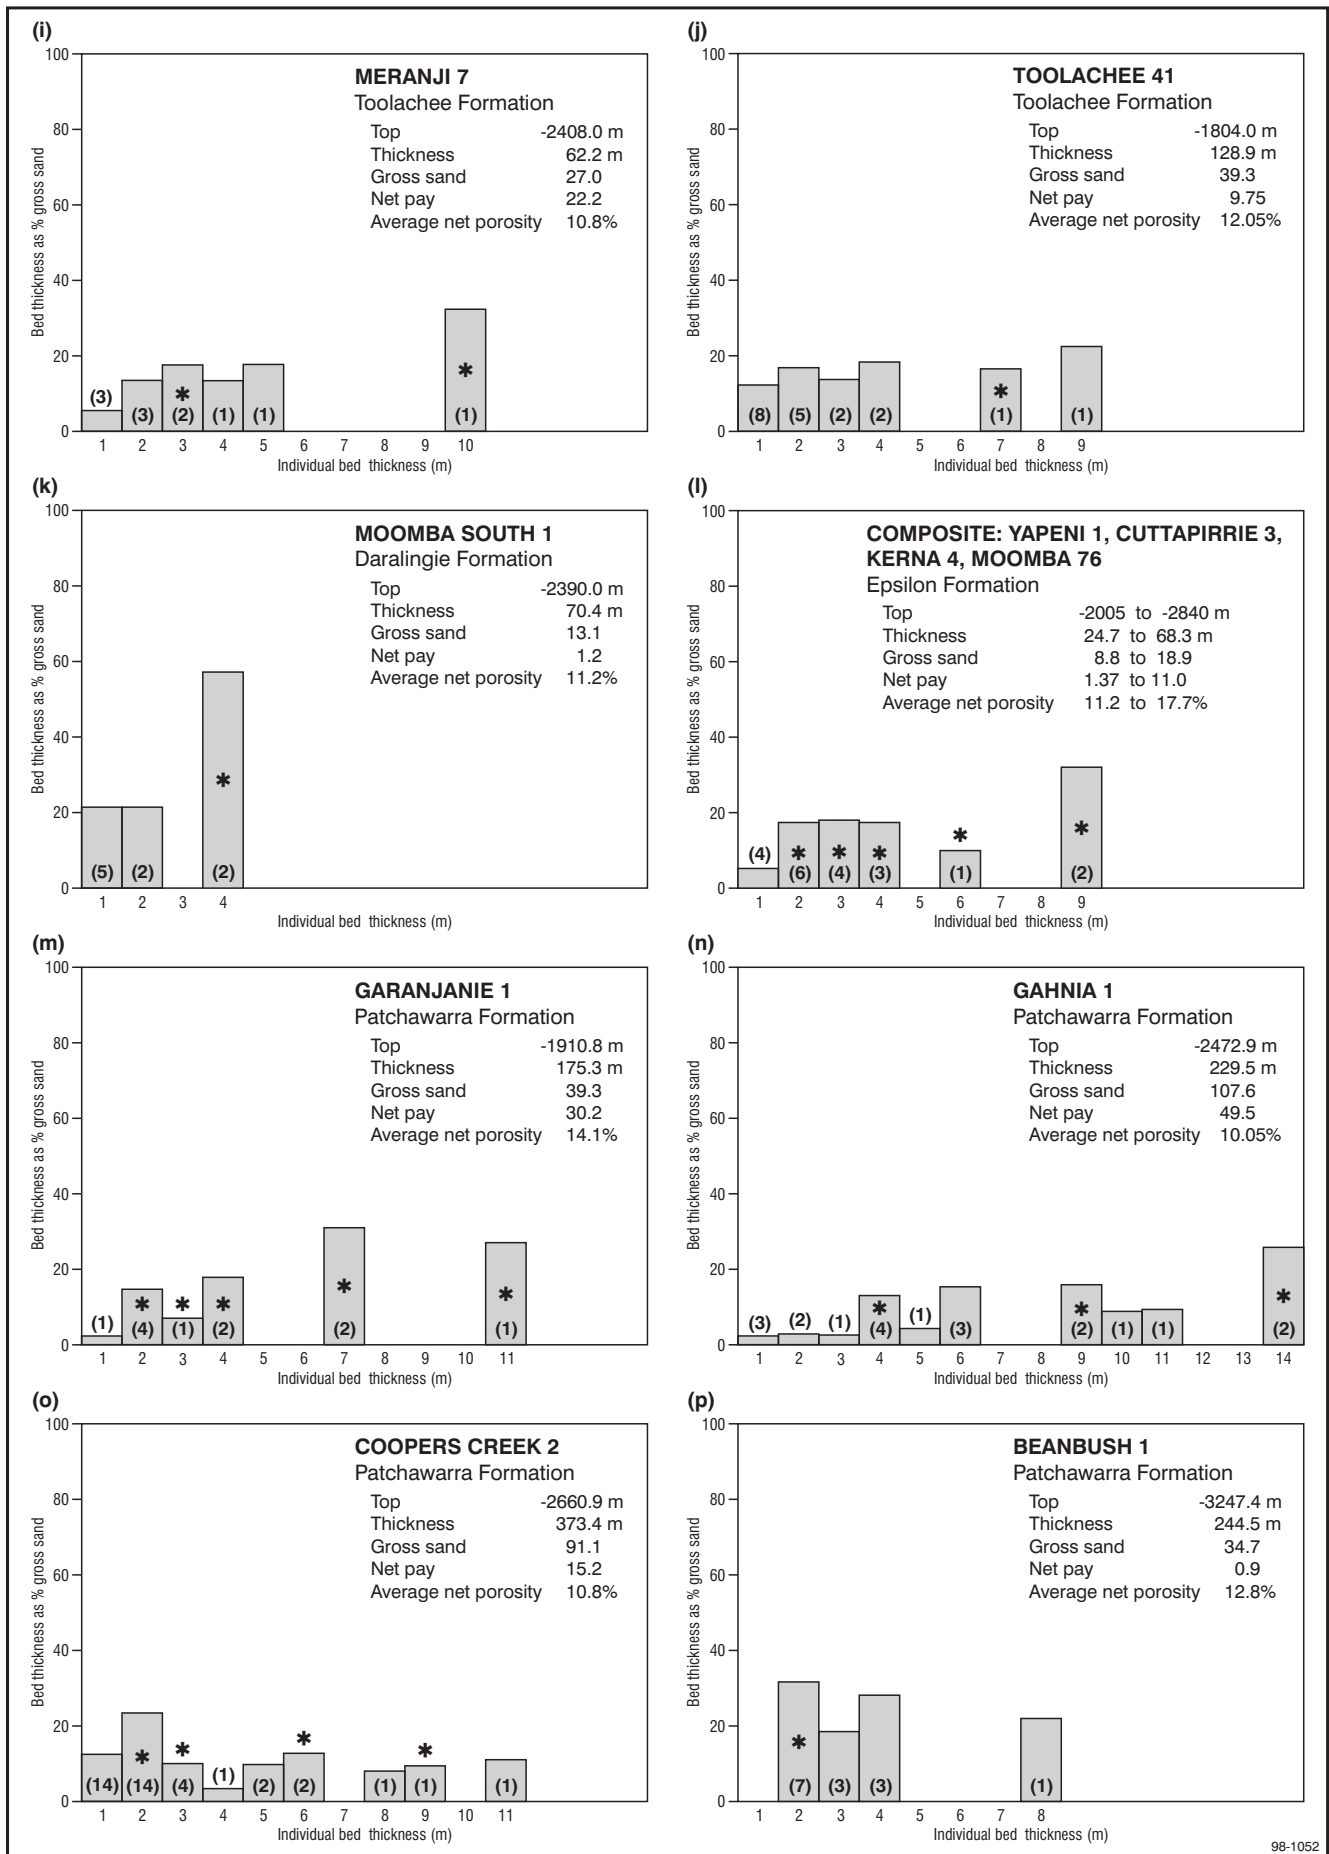 (i)
100
80
60
40
20
0
Bed thickness as % gross sand
MERANJI 7
Toolachee Formation
Top -2408.0 m
Thickness 62.2 m
Gross sand 27.0
Net pay 22.2
Average net porosity 10.8%
(3) (3) * (2) (1) (1) * (1)
1 2 3 4 5 6 7 8 9 10
Individual bed thickness (m)
(j)
100
80
60
40
20
0
Bed thickness as % gross sand
TOOLACHEE 41
Toolachee Formation
Top -1804.0 m
Thickness 128.9 m
Gross sand 39.3
Net pay 9.75
Average net porosity 12.05%
(8) (5) (2) (2) * (1) (1)
1 2 3 4 5 6 7 8 9
Individual bed thickness (m)
(k)
100
80
60
40
20
0
Bed thickness as % gross sand
MOOMBA SOUTH 1
Daralingie Formation
Top -2390.0 m
Thickness 70.4 m
Gross sand 13.1
Net pay 1.2
Average net porosity 11.2%
(5) (2) * (2)
1 2 3 4
Individual bed thickness (m)
(l)
100
80
60
40
20
0
Bed thickness as % gross sand
COMPOSITE: YAPENI 1, CUTTAPIRRIE 3,
KERNA 4, MOOMBA 76
Epsilon Formation
Top -2005 to -2840 m
Thickness 24.7 to 68.3 m
Gross sand 8.8 to 18.9
Net pay 1.37 to 11.0
Average net porosity 11.2 to 17.7%
(4) * (6) * (4) * (3) * (1) * (2)
1 2 3 4 5 6 7 8 9
Individual bed thickness (m)
(m)
100
80
60
40
20
0
Bed thickness as % gross sand
GARANJANIE 1
Patchawarra Formation
Top -1910.8 m
Thickness 175.3 m
Gross sand 39.3
Net pay 30.2
Average net porosity 14.1%
(1) * (4) * (1) * (2) * (2) * (1)
1 2 3 4 5 6 7 8 9 10 11
Individual bed thickness (m)
(n)
100
80
60
40
20
0
Bed thickness as % gross sand
GAHNIA 1
Patchawarra Formation
Top -2472.9 m
Thickness 229.5 m
Gross sand 107.6
Net pay 49.5
Average net porosity 10.05%
(3) (2) (1) * (4) (1) (3) * (2) (1) (1) * (2)
1 2 3 4 5 6 7 8 9 10 11 12 13 14
Individual bed thickness (m)
(o)
100
80
60
40
20
0
Bed thickness as % gross sand
COOPERS CREEK 2
Patchawarra Formation
Top -2660.9 m
Thickness 373.4 m
Gross sand 91.1
Net pay 15.2
Average net porosity 10.8%
(14) * (14) * (4) (1) (2) * (2) (1) * (1) (1)
1 2 3 4 5 6 7 8 9 10 11
Individual bed thickness (m)
(p)
100
80
60
40
20
0
Bed thickness as % gross sand
BEANBUSH 1
Patchawarra Formation
Top -3247.4 m
Thickness 244.5 m
Gross sand 34.7
Net pay 0.9
Average net porosity 12.8%
* (7) (3) (3) (1)
1 2 3 4 5 6 7 8
Individual bed thickness (m)
98-1052